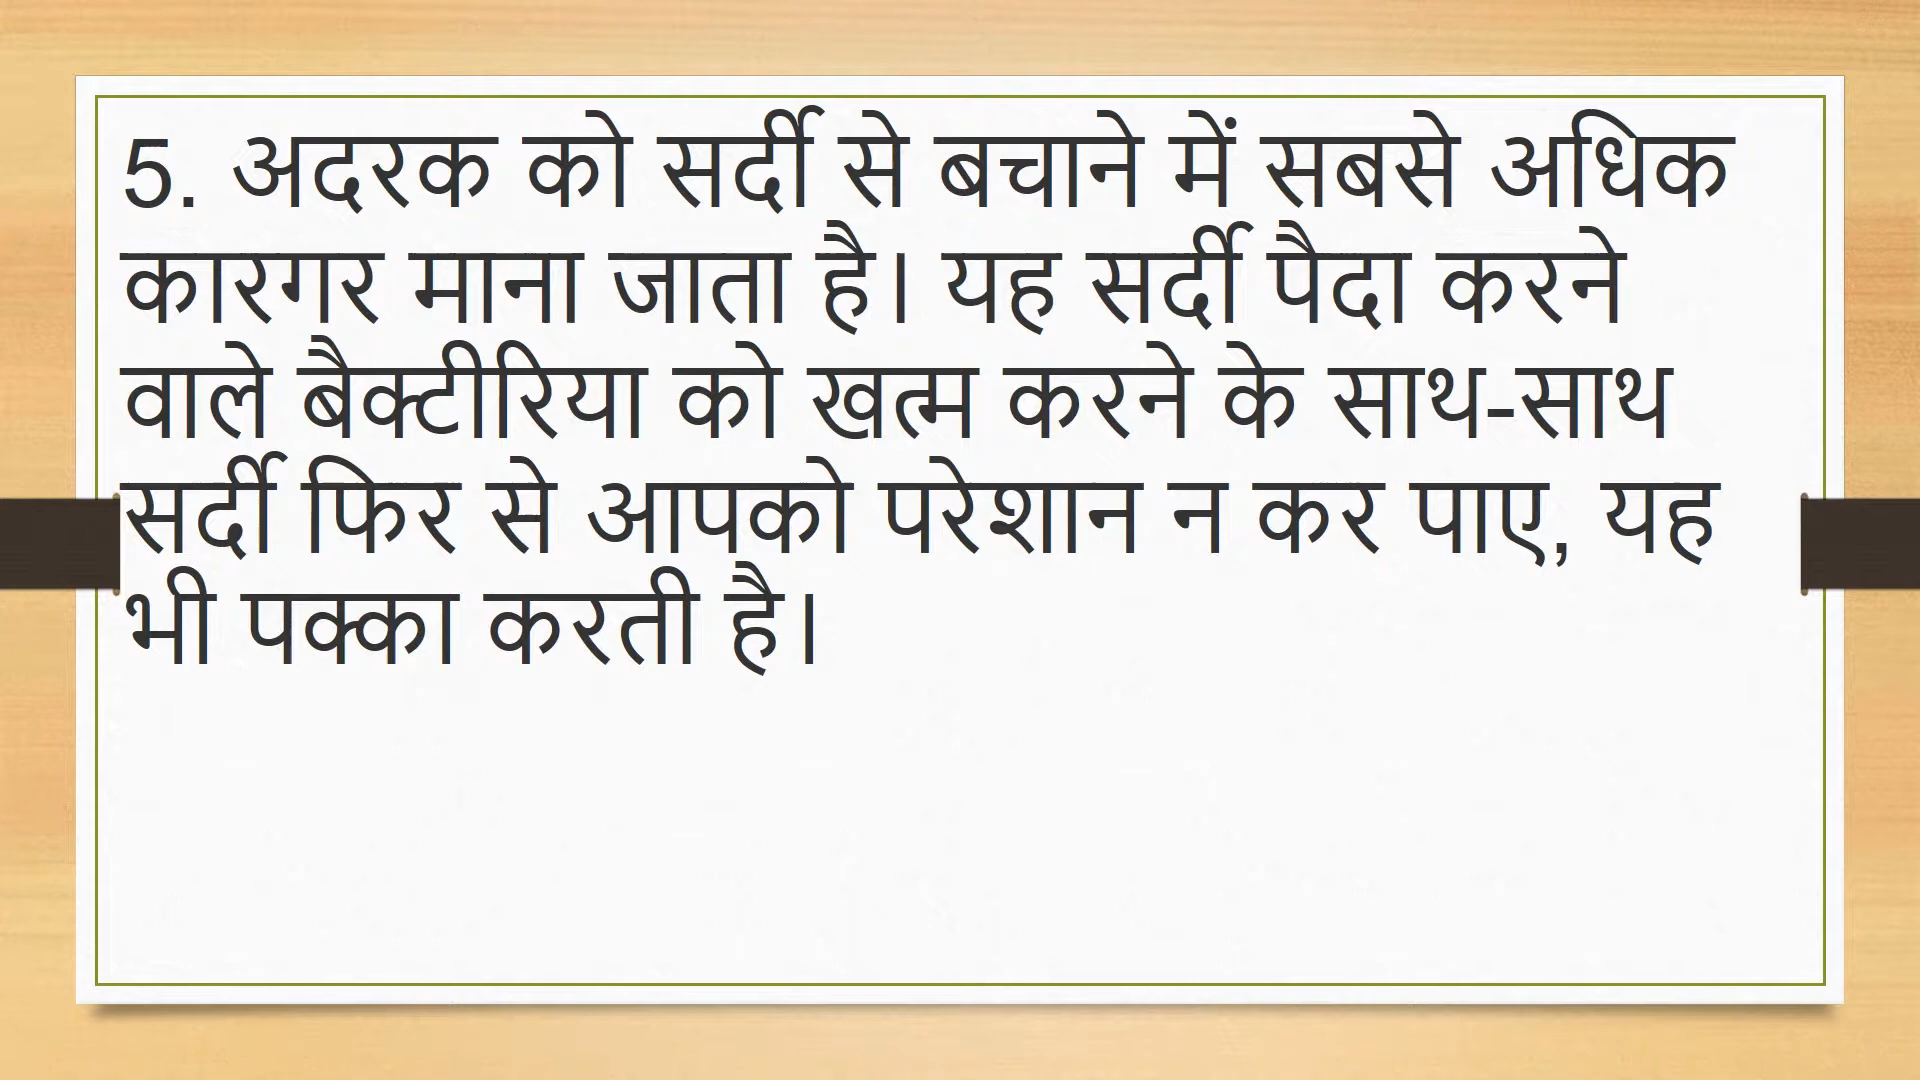 5. अदरक को सर्दी से बचाने में सबसे अधिक
कारगर माना जाता है। यह सर्दी पैदा करने
वाले बैक्टीरिया को खत्म करने के साथ-साथ
सर्दी फिर से आपको परेशान न कर पाए, यह
भी पक्का करती है।